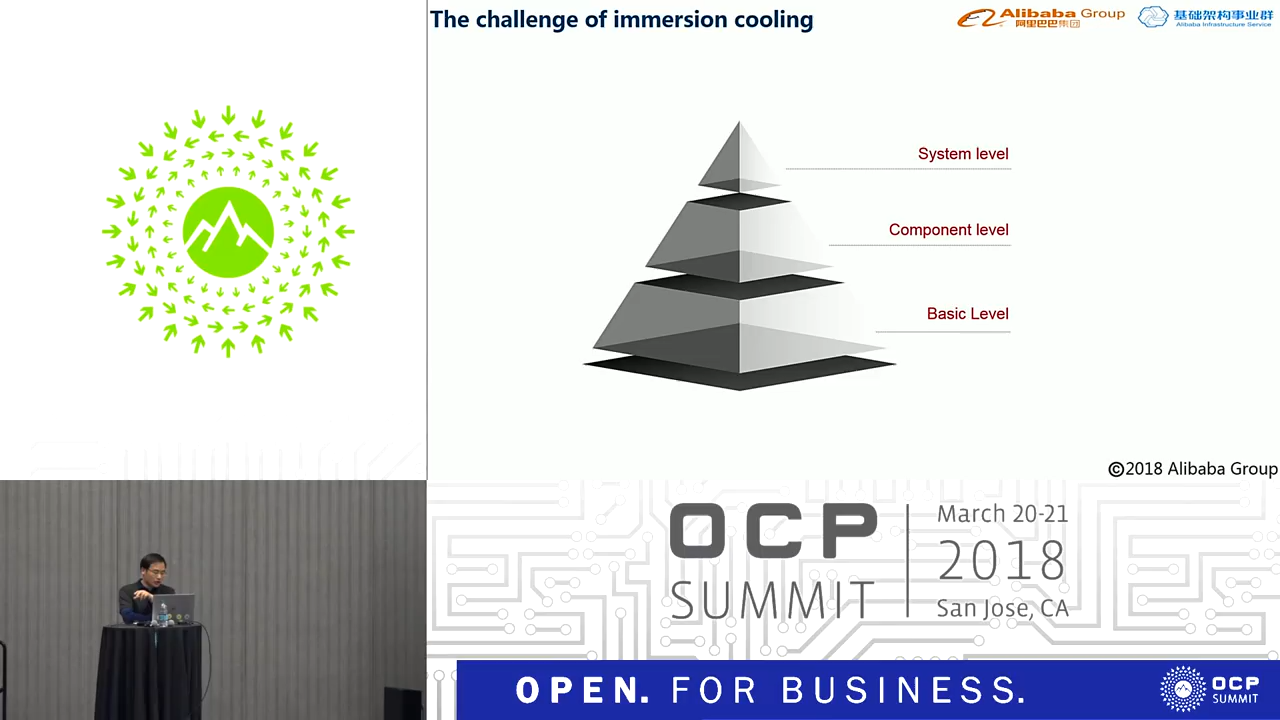 The challenge of immersion cooling
Alibaba Group
阿里巴巴集团
基础架构事业群
Alibaba Infrastructure Service
System level
Component level
Basic Level
©2018 Alibaba Group
OCP
SUMMIT
March 20-21
2018
San Jose, CA
OPEN. FOR BUSINESS.
OCP
SUMMIT